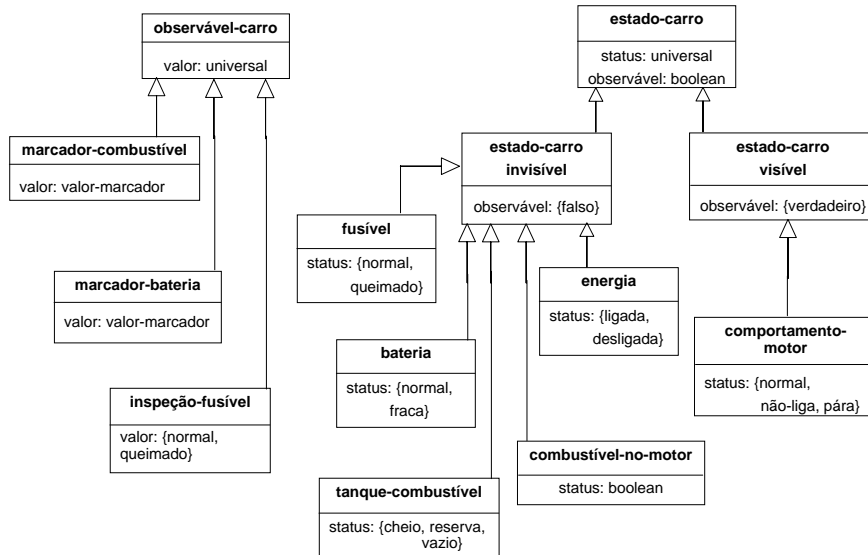 observável-carro
valor: universal
estado-carro
status: universal
observável: boolean
marcador-combustível
valor: valor-marcador
estado-carro
invisível
observável: {falso}
estado-carro
visível
observável: {verdadeiro}
fusível
status: {normal,
queimado}
marcador-bateria
valor: valor-marcador
energia
status: {ligada,
desligada}
comportamento-
motor
status: {normal,
não-liga, pára}
bateria
status: {normal,
fraca}
inspeção-fusível
valor: {normal,
queimado}
combustível-no-motor
status: boolean
tanque-combustível
status: {cheio, reserva,
vazio}